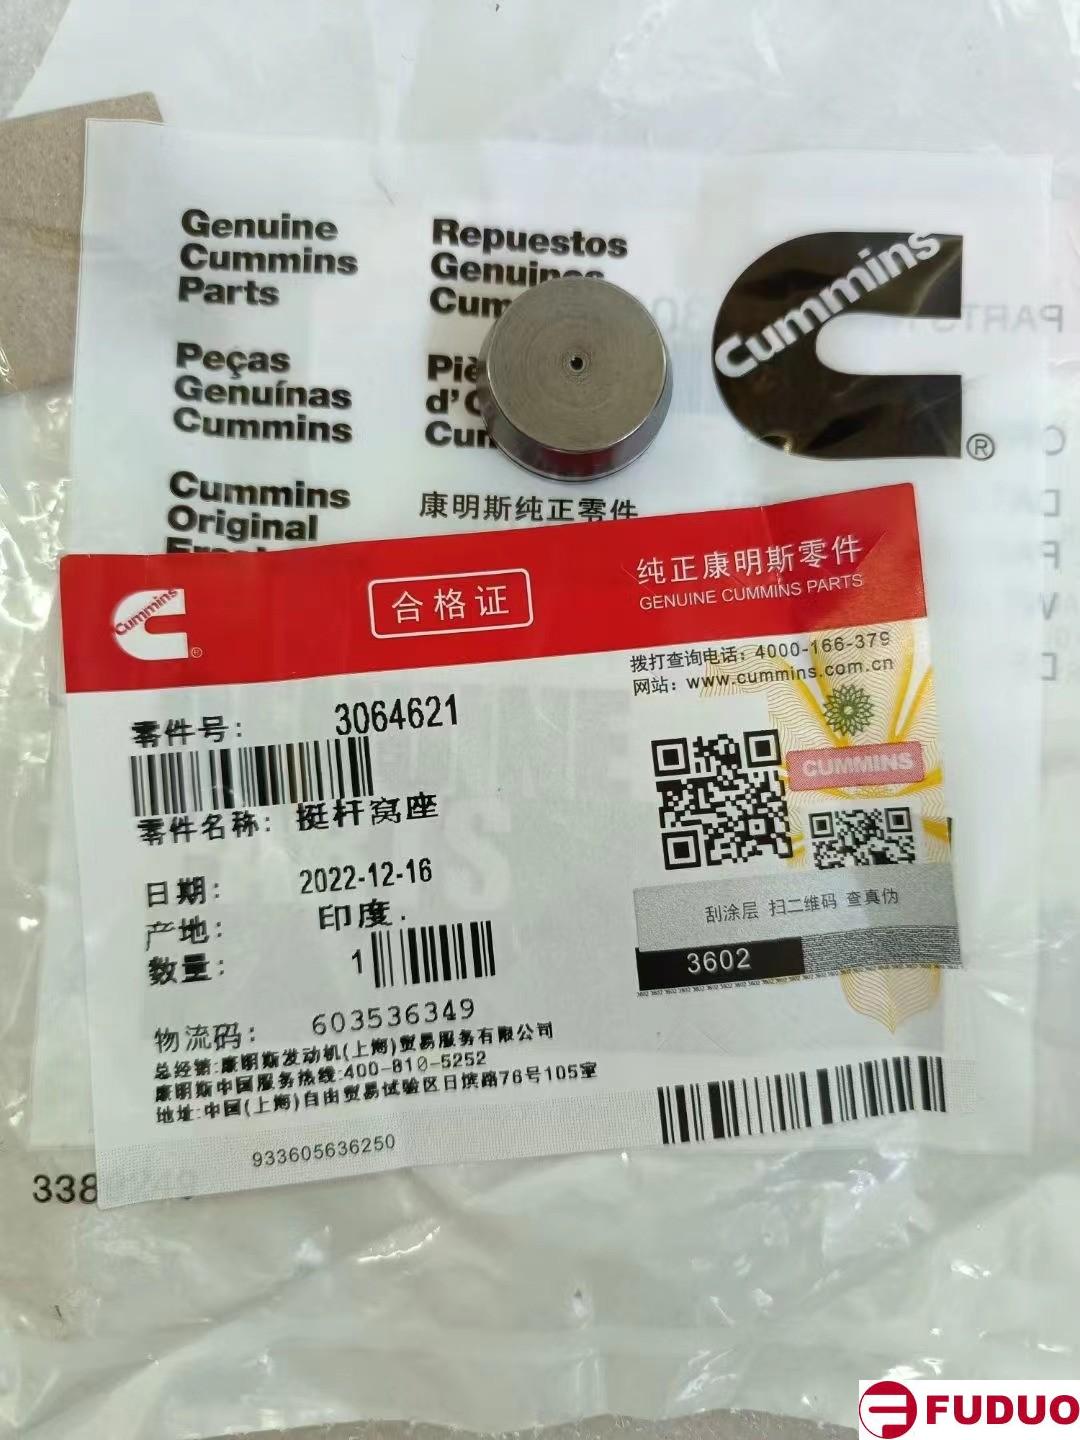 Genuine
Cummins
Parts
Repuestos
Genuinos
Cum
Cummins
®
Peças
Genuínas
Cummins
Piè
d'
Cum
Cummins
Original
康明斯纯正零件
PARTS
Cummins
®
合格证
纯正康明斯零件
GENUINE CUMMINS PARTS
拨打查询电话：4000-166-379
网站：www.cummins.com.cn
零件号： 3064621
零件名称： 挺杆窝座
日期： 2022-12-16
产地： 印度.
数量： 1
物流码： 603536349
总经销:康明斯发动机(上海)贸易服务有限公司
康明斯中国服务热线:400-810-5252
地址:中国(上海)自由贸易试验区日滨路76号105室
933605636250
CUMMINS
刮涂层 扫二维码 查真伪
3602
FUDUO